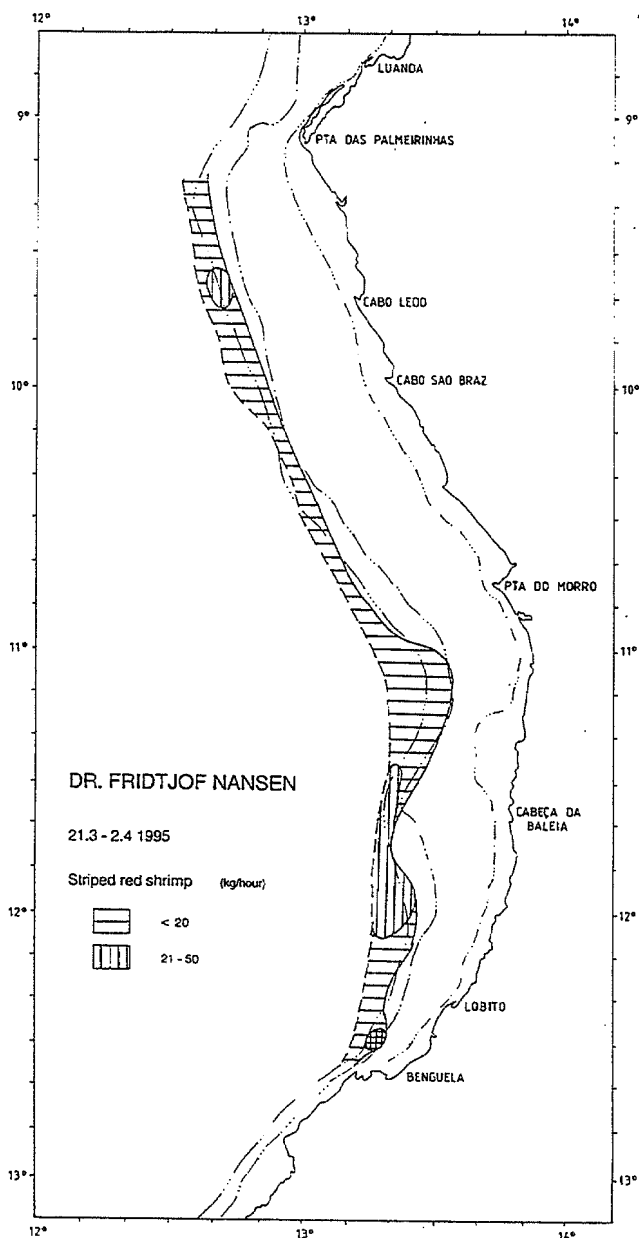 12° 13° 14°
LUANDA
9° 9°
PTA DAS PALMEIRINHAS
CABO LEDO
CABO SAO BRAZ
10° 10°
PTA DO MORRO
11° 11°
DR. FRIDTJOF NANSEN
21.3 - 2.4 1995
CABEÇA DA
BALEIA
Striped red shrimp (kg/hour)
< 20
21 - 50
12° 12°
LOBITO
BENGUELA
13° 13°
12° 13° 14°